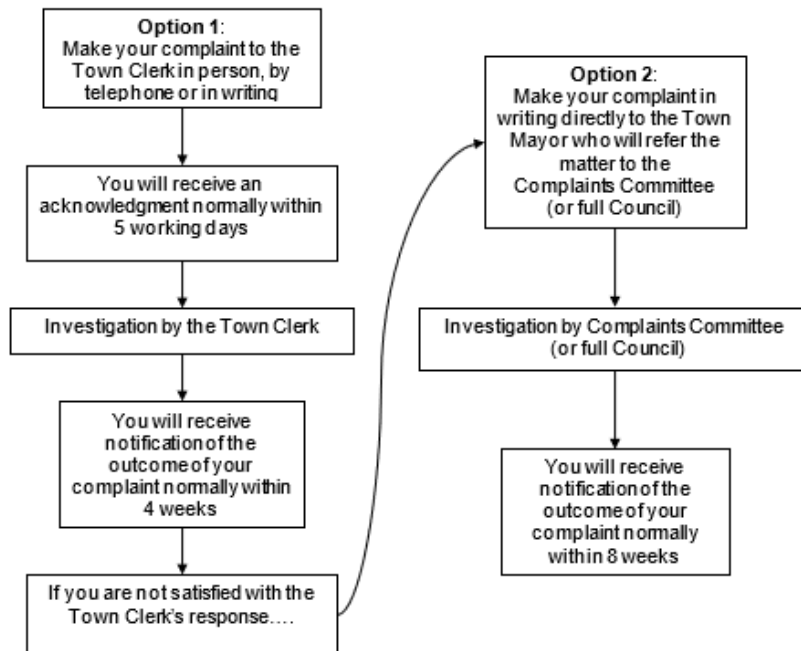 Option 1:
Make your complaint to the
Town Clerk in person, by
telephone or in writing
You will receive an
acknowledgment normally within
5 working days
Investigation by the Town Clerk
You will receive
notification of the
outcome of your
complaint normally within
4 weeks
If you are not satisfied with the
Town Clerk's response....
Option 2:
Make your complaint in
writing directly to the Town
Mayor who will refer the
matter to the
Complaints Committee
(or full Council)
Investigation by Complaints Committee
(or full Council)
You will receive
notification of the
outcome of your
complaint normally
within 8 weeks